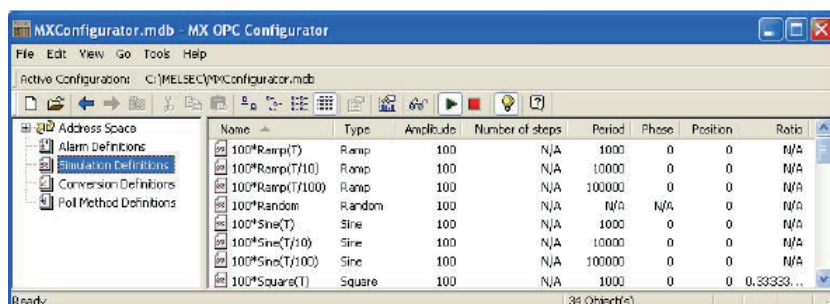 MXConfigurator.mdb - MX OPC Configurator
File Edit View Go Tools Help
Active Configuration: C:\MELSEC\MXConfigurator.mdb
Address Space
Alarm Definitions
Simulation Definitions
Conversion Definitions
Poll Method Definitions
Name Type Amplitude Number of steps Period Phase Position Ratio
100*Ramp(T) Ramp 100 N/A 1000 0 0 N/A
100*Ramp(T/10) Ramp 100 N/A 10000 0 0 N/A
100*Ramp(T/100) Ramp 100 N/A 100000 0 0 N/A
100*Random Random 100 N/A N/A N/A 0 N/A
100*Sine(T) Sine 100 N/A 1000 0 0 N/A
100*Sine(T/10) Sine 100 N/A 10000 0 0 N/A
100*Sine(T/100) Sine 100 N/A 100000 0 0 N/A
100*Square(T) Square 100 N/A 1000 0 0 0.33333...
Ready 34 Object(s)